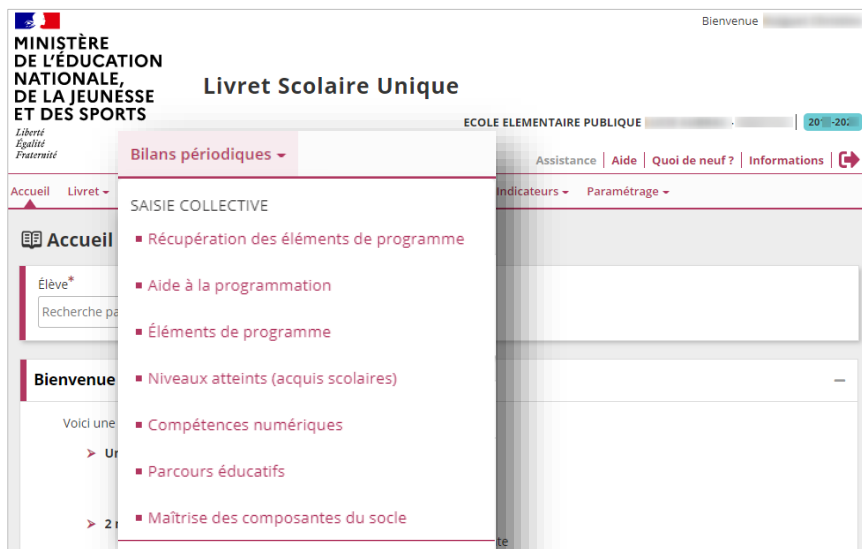 Bienvenue
MINISTÈRE
DE L'ÉDUCATION
NATIONALE,
DE LA JEUNESSE
ET DES SPORTS
Liberté
Égalité
Fraternité
Livret Scolaire Unique
ECOLE ELEMENTAIRE PUBLIQUE
Assistance | Aide | Quoi de neuf ? | Informations
Accueil Livret Indicateurs Paramétrage
Bilans périodiques
SAISIE COLLECTIVE
Récupération des éléments de programme
Aide à la programmation
Éléments de programme
Niveaux atteints (acquis scolaires)
Compétences numériques
Parcours éducatifs
Maîtrise des composantes du socle
Accueil
Élève*
Recherche
Bienvenue
Voici une
2